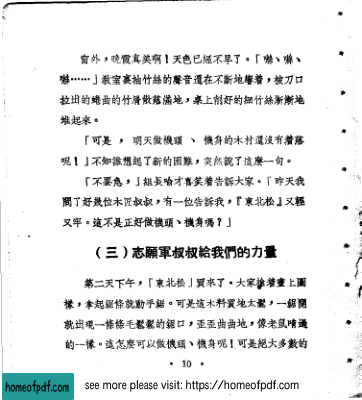 窗外，晚霞真美啊！天色已經不早了。「嚇、嚇、
嚇……」教室裏抽竹絲的聲音還在不斷地響着，被刀口
拉出的蜷曲的竹屑散落滿地，桌上刮好的細竹絲漸漸地
堆起來。
「可是，明天做機頭、機身的木材還沒有着落
呢！」不知誰想起了新的困難，突然說了這麼一句。
「不要急，」組長哈才喜笑着告訴大家。「昨天我
問了好幾位木匠叔叔，有一位告訴我，『東北松』又輕
又牢。這不是正好做機頭、機身嗎？」
（三）志願軍叔叔給我們的力量
第二天下午，「東北松」買來了。大家搶着畫上圖
樣，拿起鋸條就動手鋸。可是這木料質地太鬆，一鋸開
就出現一條條毛鬆鬆的鋸口，歪歪曲曲地，像老鼠啃過
的一樣。這怎麼可以做機頭、機身呢！可是絕大多數的
• 10 •
homeofpdf.com
see more please visit: https://homeofpdf.com